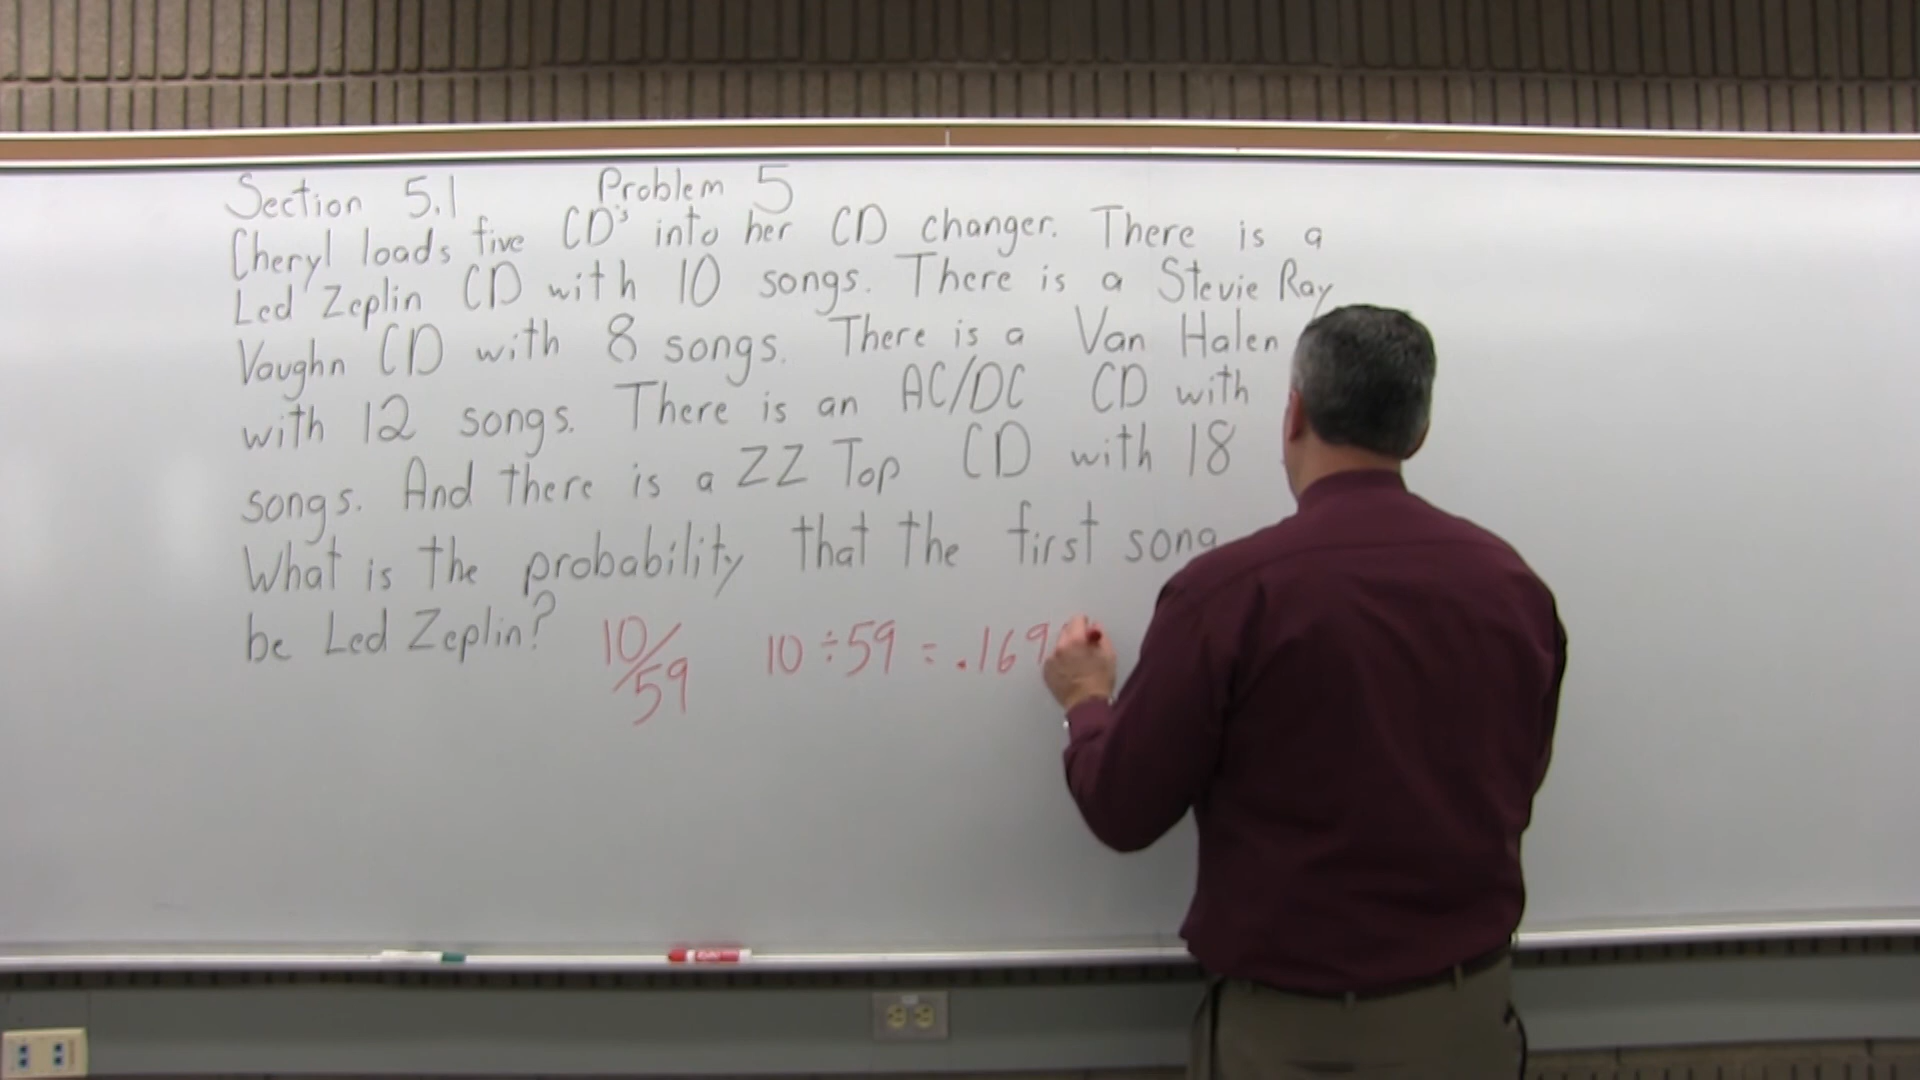 Section 5.1 Problem 5
Cheryl loads five CD's into her CD changer. There is a
Led Zeplin CD with 10 songs. There is a Stevie Ray
Vaughn CD with 8 songs. There is a Van Halen
with 12 songs. There is an AC/DC CD with
songs. And there is a ZZ Top CD with 18
What is the probability that the first song
be Led Zeplin? 10/59 10 ÷ 59 = .169